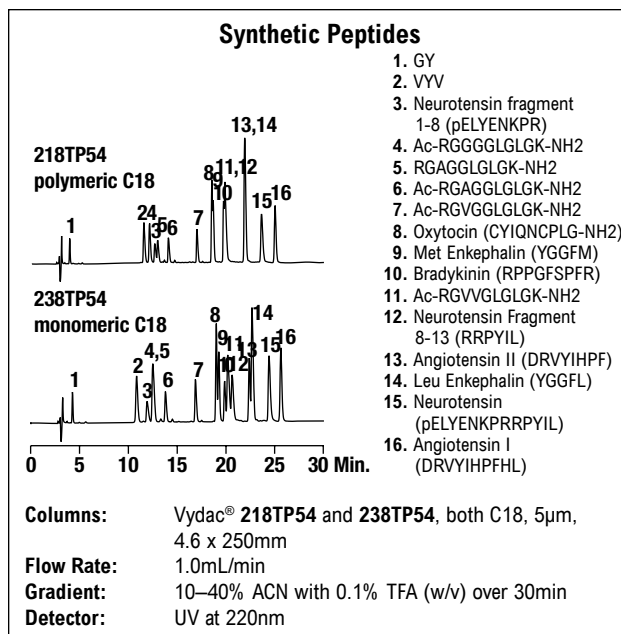 Synthetic Peptides
218TP54
polymeric C18
1
2 4
3
5
6
7
8
9
10
11,12
13,14
15
16
238TP54
monomeric C18
1
2
3
4,5
6
7
8
9
10
11
12
13
14
15
16
0 5 10 15 20 25 30 Min.
1. GY
2. VYV
3. Neurotensin fragment
1-8 (pELYENKPR)
4. Ac-RGGGGLGLGK-NH2
5. RGAGGLGLGK-NH2
6. Ac-RGAGGLGLGK-NH2
7. Ac-RGVGGLGLGK-NH2
8. Oxytocin (CYIQNCPLG-NH2)
9. Met Enkephalin (YGGFM)
10. Bradykinin (RPPGFSPFR)
11. Ac-RGVVGLGLGK-NH2
12. Neurotensin Fragment
8-13 (RRPYIL)
13. Angiotensin II (DRVYIHPF)
14. Leu Enkephalin (YGGFL)
15. Neurotensin
(pELYENKPRRPYIL)
16. Angiotensin I
(DRVYIHPFHL)
Columns: Vydac® 218TP54 and 238TP54, both C18, 5µm,
4.6 x 250mm
Flow Rate: 1.0mL/min
Gradient: 10–40% ACN with 0.1% TFA (w/v) over 30min
Detector: UV at 220nm